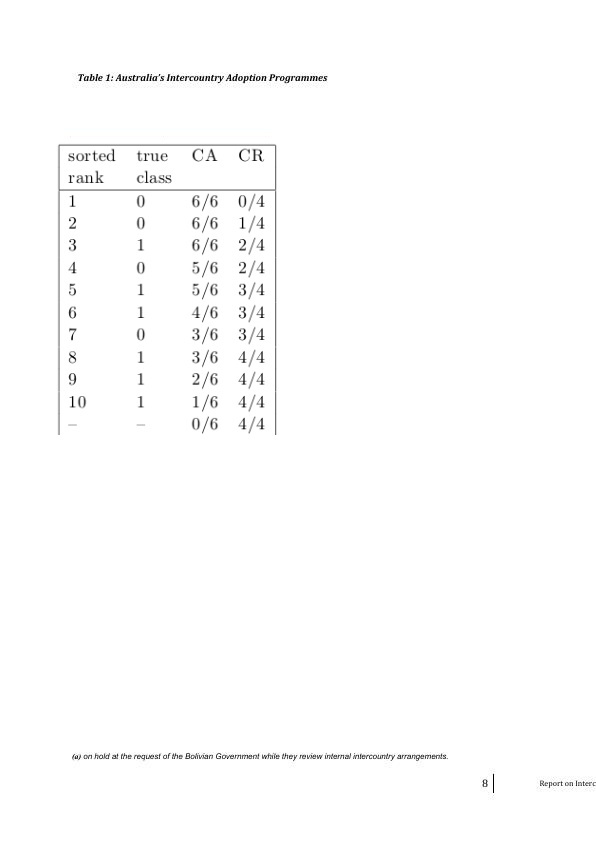 Table 1: Australia's Intercountry Adoption Programmes
sorted true CA CR
rank class
1 0 6/6 0/4
2 0 6/6 1/4
3 1 6/6 2/4
4 0 5/6 2/4
5 1 5/6 3/4
6 1 4/6 3/4
7 0 3/6 3/4
8 1 3/6 4/4
9 1 2/6 4/4
10 1 1/6 4/4
– – 0/6 4/4
(a) on hold at the request of the Bolivian Government while they review internal intercountry arrangements.
8 Report on Interc